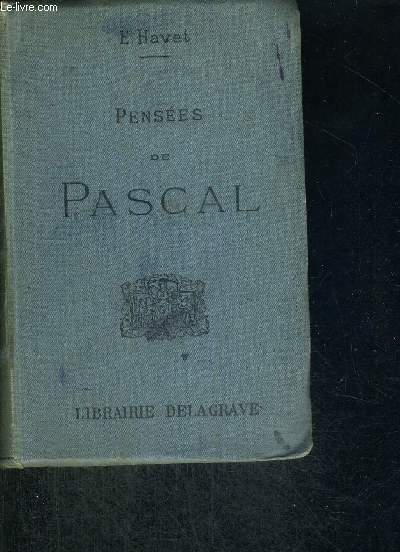 © Le-livre.com
E. Havet
PENSÉES
DE
PASCAL
LIBRAIRIE DELAGRAVE